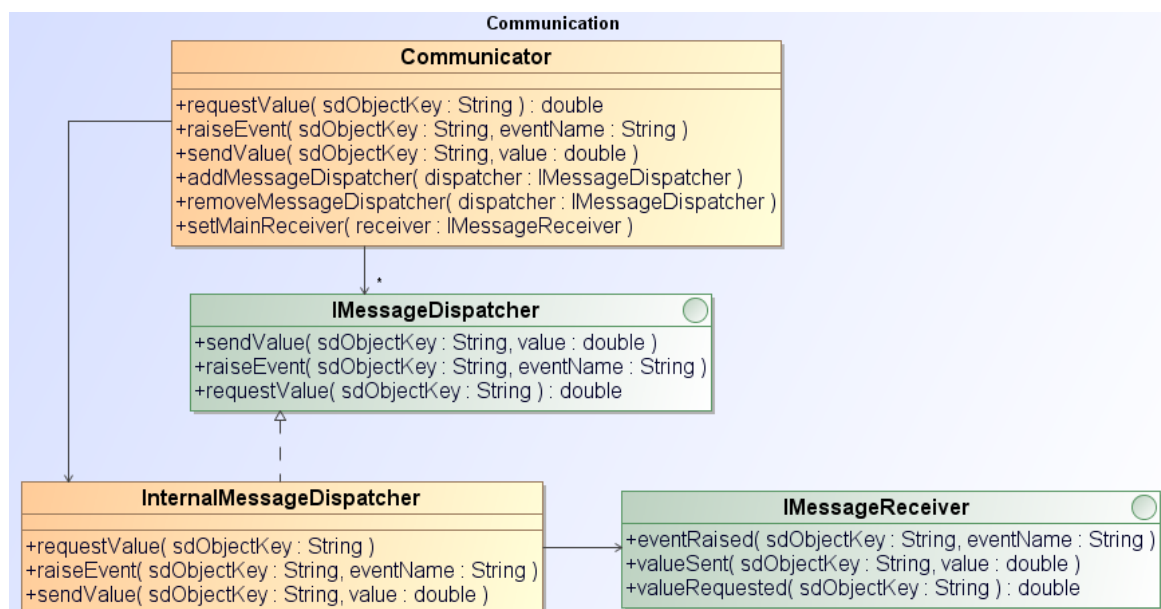 Communication
Communicator
+requestValue( sdObjectKey : String ) : double
+raiseEvent( sdObjectKey : String, eventName : String )
+sendValue( sdObjectKey : String, value : double )
+addMessageDispatcher( dispatcher : IMessageDispatcher )
+removeMessageDispatcher( dispatcher : IMessageDispatcher )
+setMainReceiver( receiver : IMessageReceiver )
*
IMessageDispatcher
+sendValue( sdObjectKey : String, value : double )
+raiseEvent( sdObjectKey : String, eventName : String )
+requestValue( sdObjectKey : String ) : double
InternalMessageDispatcher
+requestValue( sdObjectKey : String )
+raiseEvent( sdObjectKey : String, eventName : String )
+sendValue( sdObjectKey : String, value : double )
IMessageReceiver
+eventRaised( sdObjectKey : String, eventName : String )
+valueSent( sdObjectKey : String, value : double )
+valueRequested( sdObjectKey : String ) : double